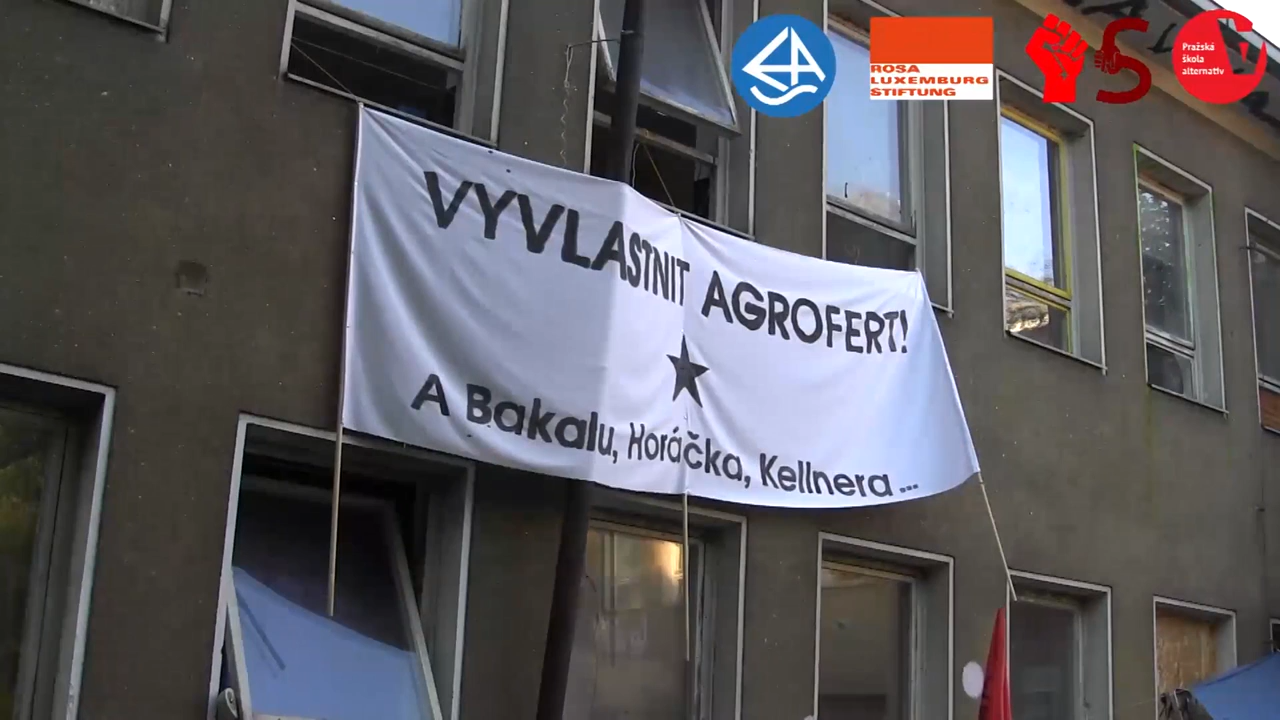 ROSA
LUXEMBURG
STIFTUNG
Pražská
škola
alternativ
VYVLASTNIT AGROFERT!
A Bakalu, Horáčka, Kellnera ...